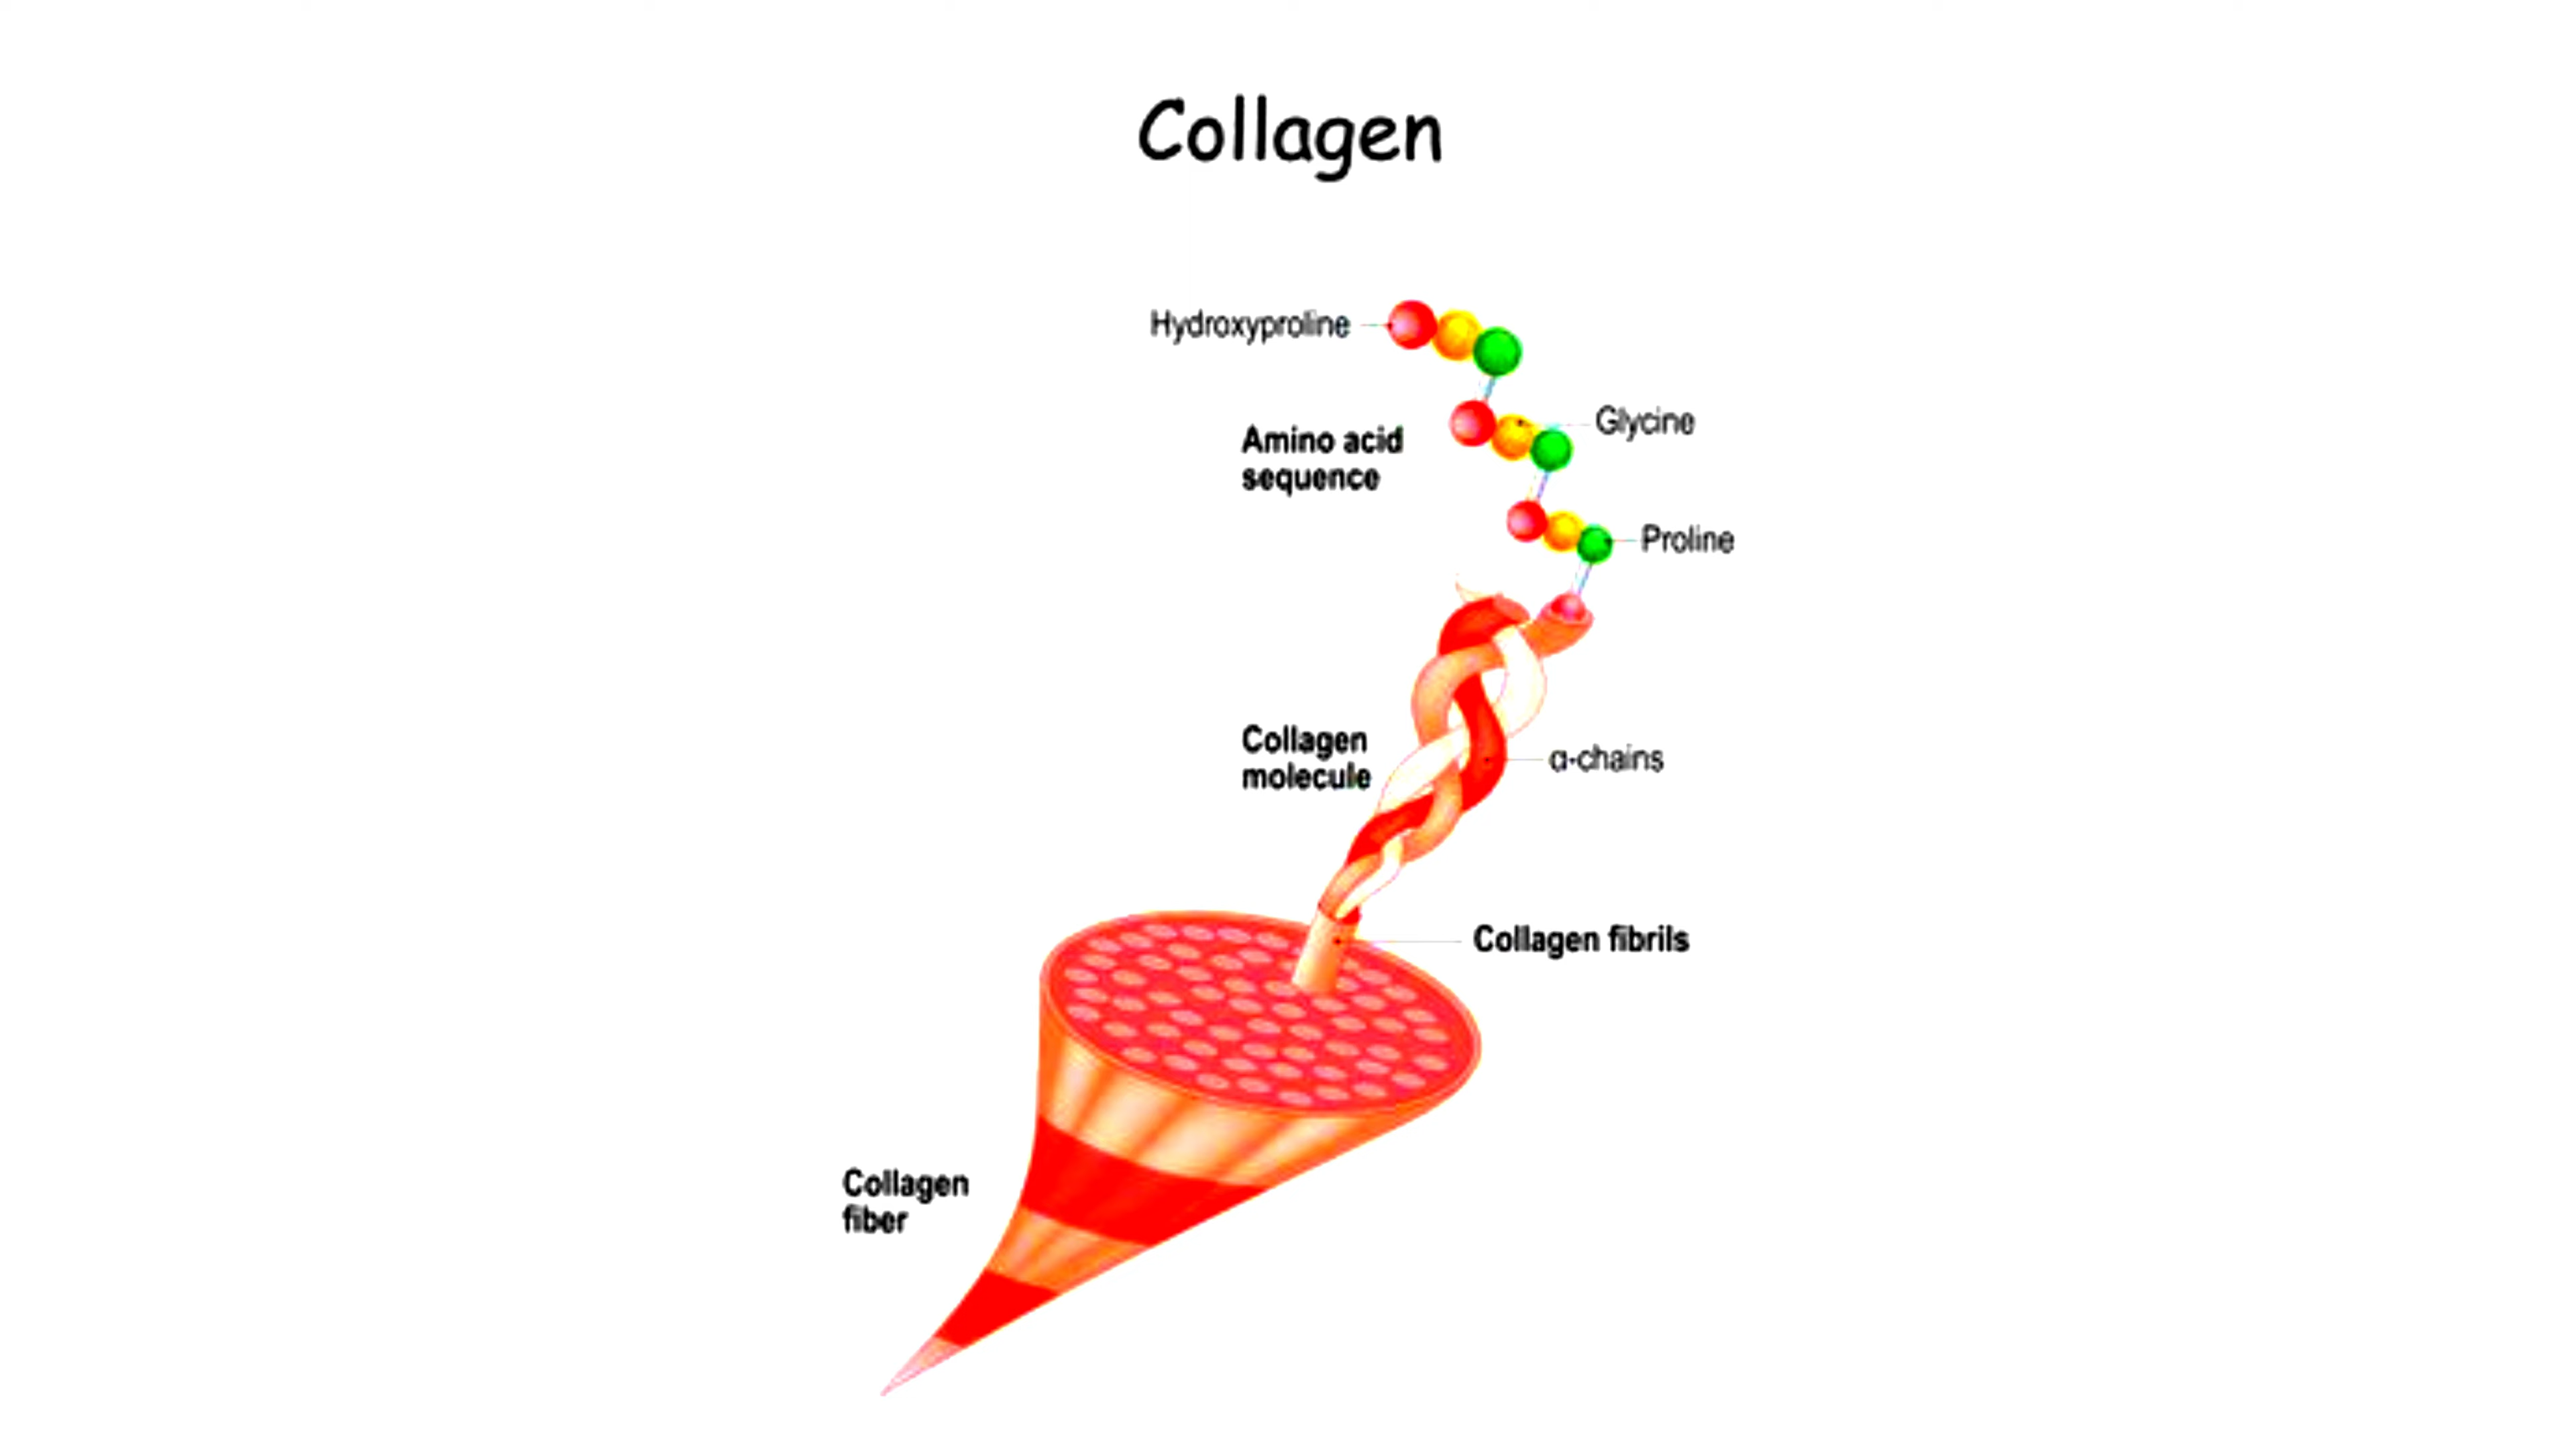 Collagen
Hydroxyproline
Glycine
Amino acid
sequence
Proline
Collagen
molecule
α-chains
Collagen fibrils
Collagen
fiber